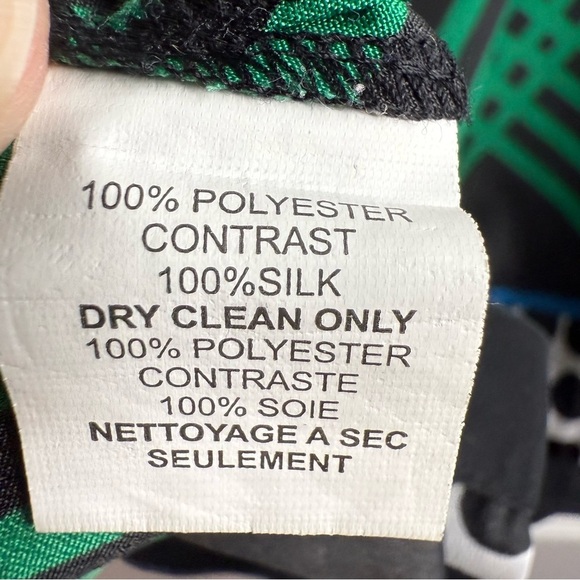 100% POLYESTER
CONTRAST
100%SILK
DRY CLEAN ONLY
100% POLYESTER
CONTRASTE
100% SOIE
NETTOYAGE A SEC
SEULEMENT